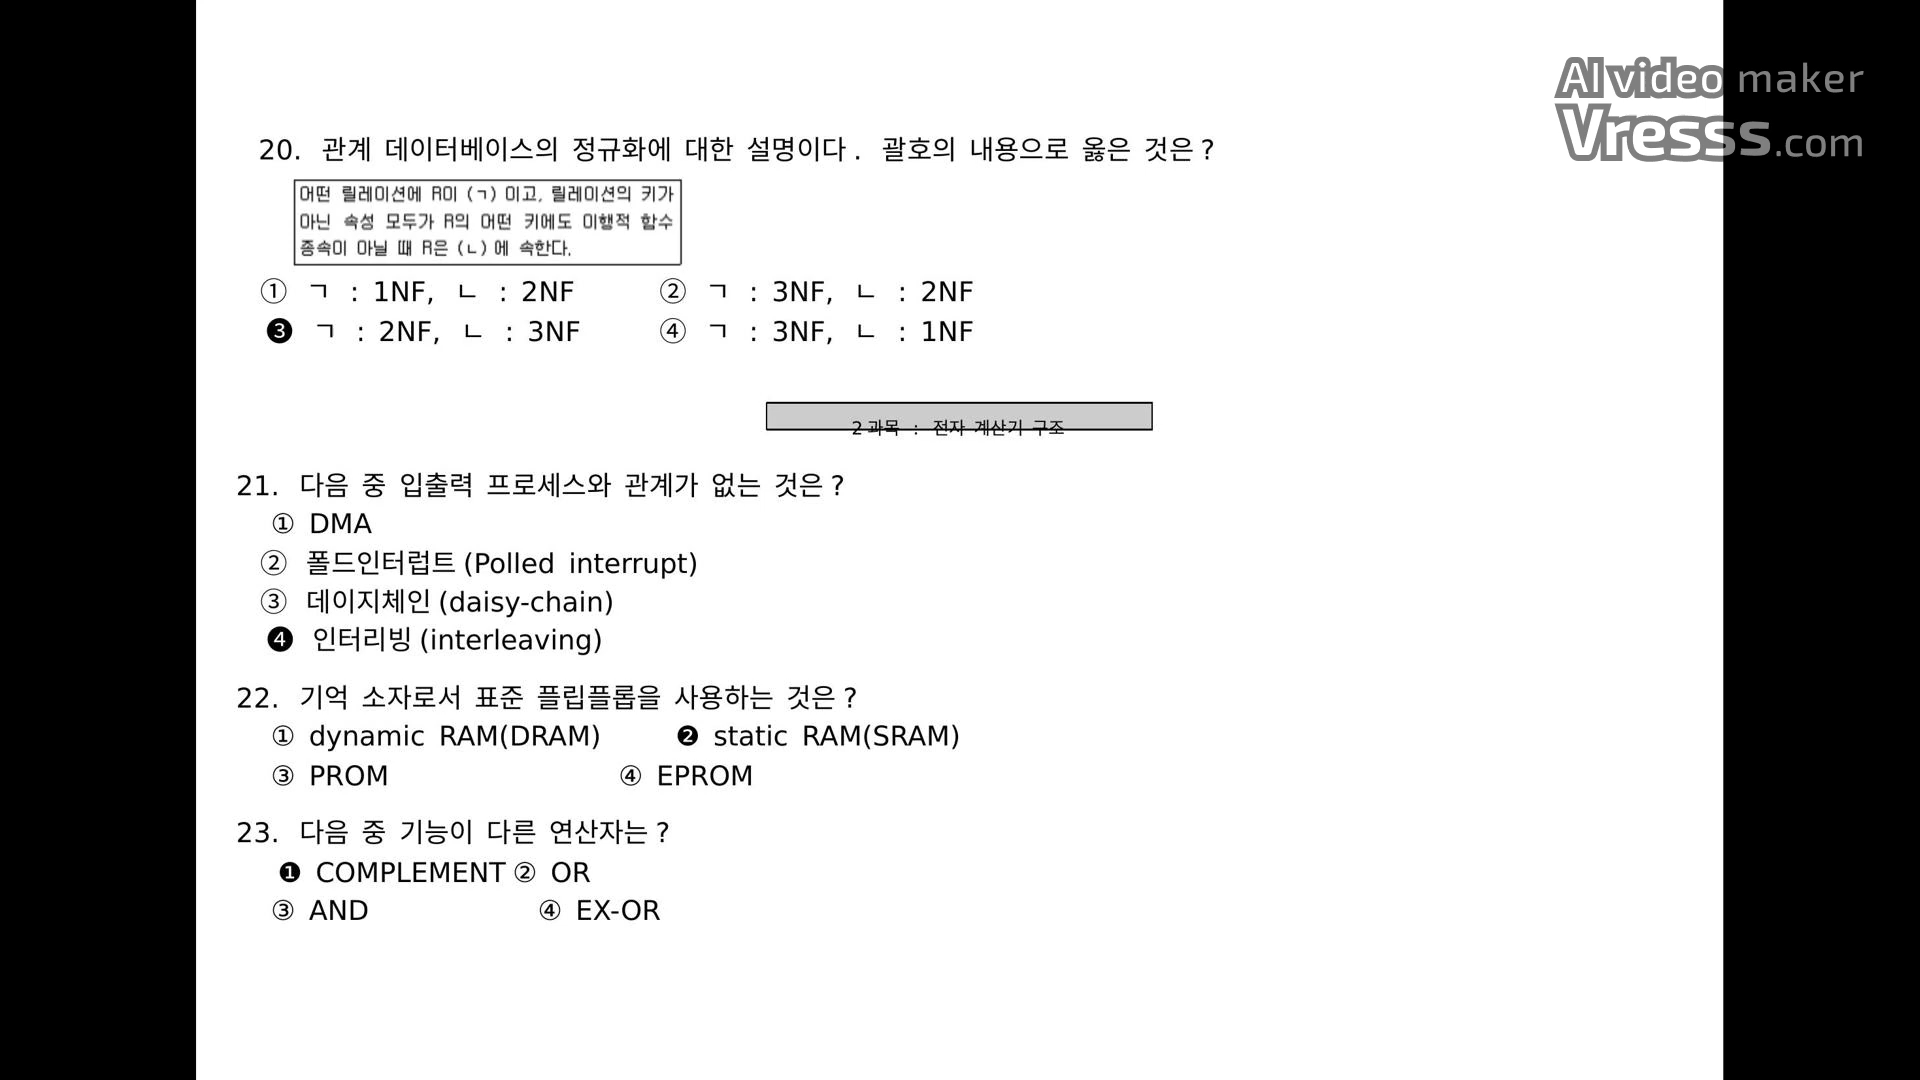 AI video maker
Vresss.com
20. 관계 데이터베이스의 정규화에 대한 설명이다. 괄호의 내용으로 옳은 것은?
어떤 릴레이션에 R이 (ㄱ) 이고, 릴레이션의 키가
아닌 속성 모두가 R의 어떤 키에도 이행적 함수
종속이 아닐 때 R은 (ㄴ) 에 속한다.
① ㄱ : 1NF, ㄴ : 2NF ② ㄱ : 3NF, ㄴ : 2NF
❸ ㄱ : 2NF, ㄴ : 3NF ④ ㄱ : 3NF, ㄴ : 1NF
2과목 : 전자 계산기 구조
21. 다음 중 입출력 프로세스와 관계가 없는 것은?
① DMA
② 폴드인터럽트(Polled interrupt)
③ 데이지체인(daisy-chain)
❹ 인터리빙(interleaving)
22. 기억 소자로서 표준 플립플롭을 사용하는 것은?
① dynamic RAM(DRAM) ❷ static RAM(SRAM)
③ PROM ④ EPROM
23. 다음 중 기능이 다른 연산자는?
❶ COMPLEMENT ② OR
③ AND ④ EX-OR